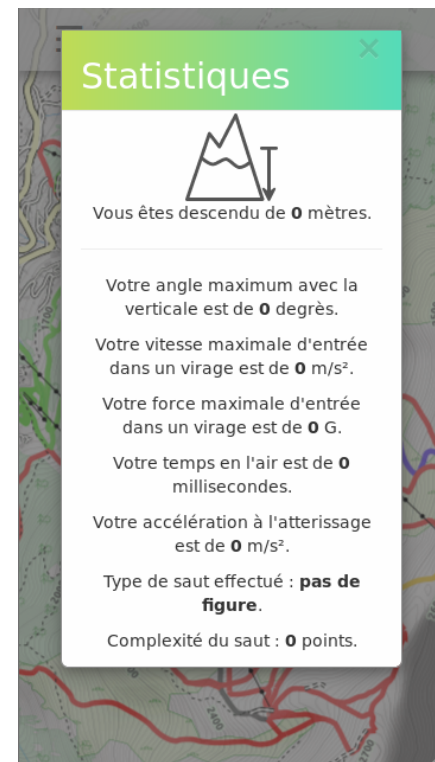 Statistiques
×
Vous êtes descendu de 0 mètres.
Votre angle maximum avec la
verticale est de 0 degrès.
Votre vitesse maximale d'entrée
dans un virage est de 0 m/s².
Votre force maximale d'entrée
dans un virage est de 0 G.
Votre temps en l'air est de 0
millisecondes.
Votre accélération à l'atterissage
est de 0 m/s².
Type de saut effectué : pas de
figure.
Complexité du saut : 0 points.
1700
2400